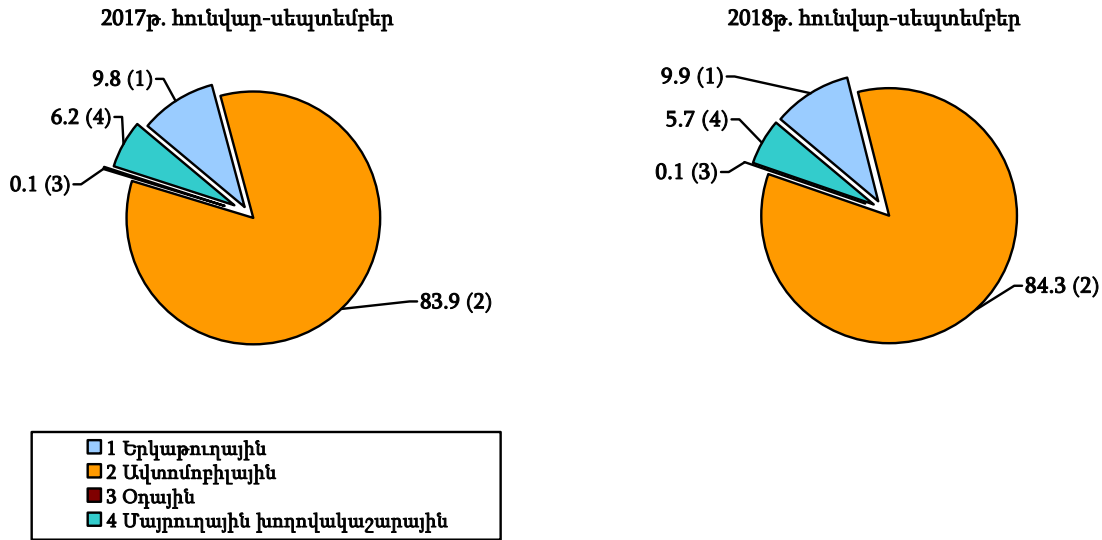 2017թ. հունվար-սեպտեմբեր
9.8 (1)
6.2 (4)
0.1 (3)
83.9 (2)
2018թ. հունվար-սեպտեմբեր
9.9 (1)
5.7 (4)
0.1 (3)
84.3 (2)
1 Երկաթուղային
2 Ավտոմոբիլային
3 Օդային
4 Մայրուղային խողովակաշարային